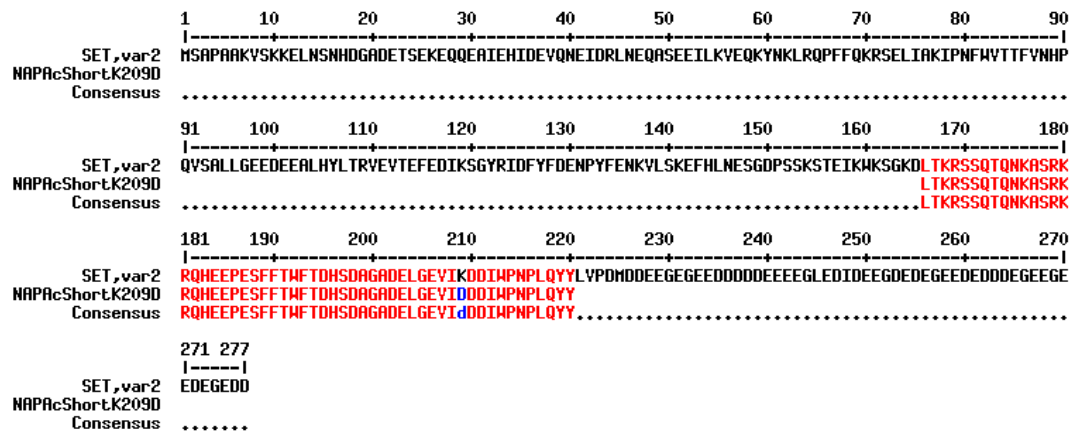 1 10 20 30 40 50 60 70 80 90
|--------+---------+---------+---------+---------+---------+---------+---------+---------|
SET,var2 MSAPAAKVSKKELNSNHDGADETSEKEQQEAIEHIDEVQNEIDRLNEQASEEILKVEQKYNKLRQPFFQKRSELIAKIPNFWVTTFVNHP
NAPAcShortK209D
Consensus ..........................................................................................
91 100 110 120 130 140 150 160 170 180
|--------+---------+---------+---------+---------+---------+---------+---------+---------|
SET,var2 QVSALLGEEDEEALHYLTRVEVTEFEDIKSGYRIDFYFDENPYFENKVLSKEFHLNESGDPSSKSTEIKWKSGKDLTKRSSQTQNKASRK
NAPAcShortK209D LTKRSSQTQNKASRK
Consensus ...........................................................................LTKRSSQTQNKASRK
181 190 200 210 220 230 240 250 260 270
|--------+---------+---------+---------+---------+---------+---------+---------+---------|
SET,var2 RQHEEPESFFTWFTDHSDAGADELGEVIKDDIWPNPLQYYLVPDMDDEEGEGEEDDDDDEEEEGLEDIDEEGDEDEGEEDEDDDEGEEGE
NAPAcShortK209D RQHEEPESFFTWFTDHSDAGADELGEVIDDDIWPNPLQYY
Consensus RQHEEPESFFTWFTDHSDAGADELGEVIdDDIWPNPLQYY..................................................
271 277
|-----|
SET,var2 EDEGEDD
NAPAcShortK209D
Consensus .......